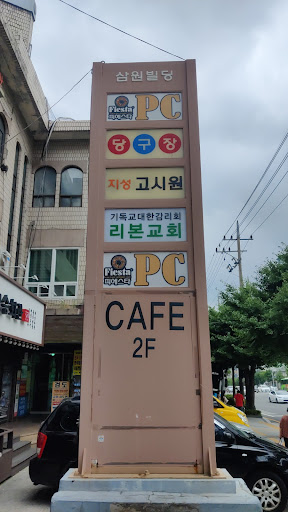 삼원빌딩
Fiesta
피에스타
PC
당구장
지성 고시원
기독교대한감리회
리본교회
Fiesta
피에스타
PC
CAFE
2F